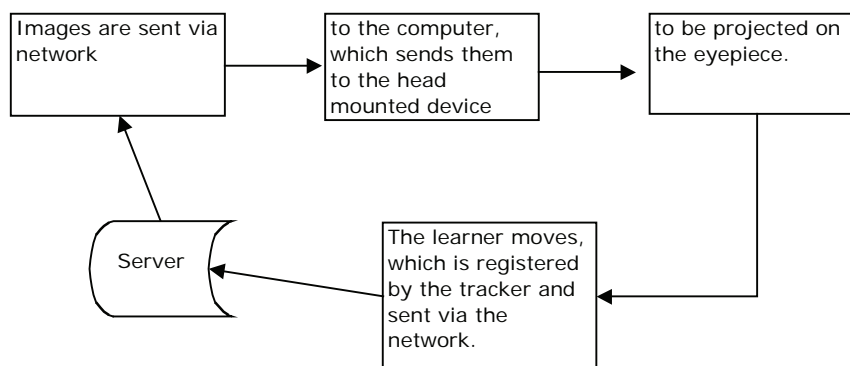 Images are sent via
network
to the computer,
which sends them
to the head
mounted device
to be projected on
the eyepiece.
The learner moves,
which is registered
by the tracker and
sent via the
network.
Server